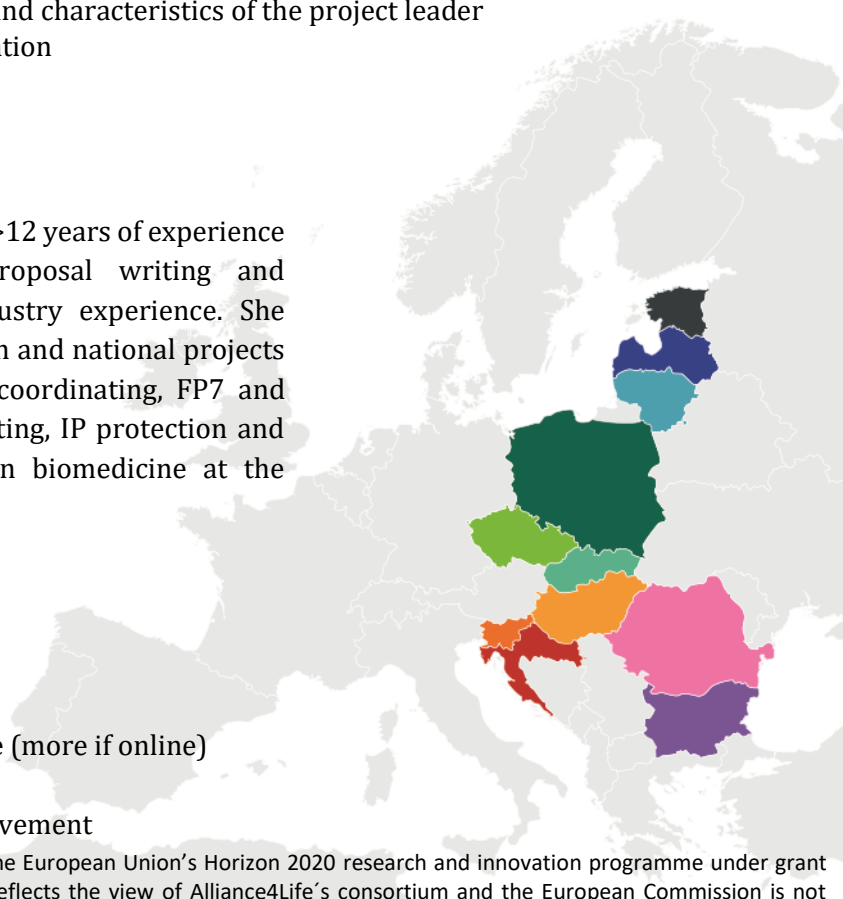 nd characteristics of the project leader
tion
>12 years of experience
roposal writing and
ustry experience. She
n and national projects
coordinating, FP7 and
ting, IP protection and
n biomedicine at the
e (more if online)
vement
he European Union’s Horizon 2020 research and innovation programme under grant
eflects the view of Alliance4Life´s consortium and the European Commission is not